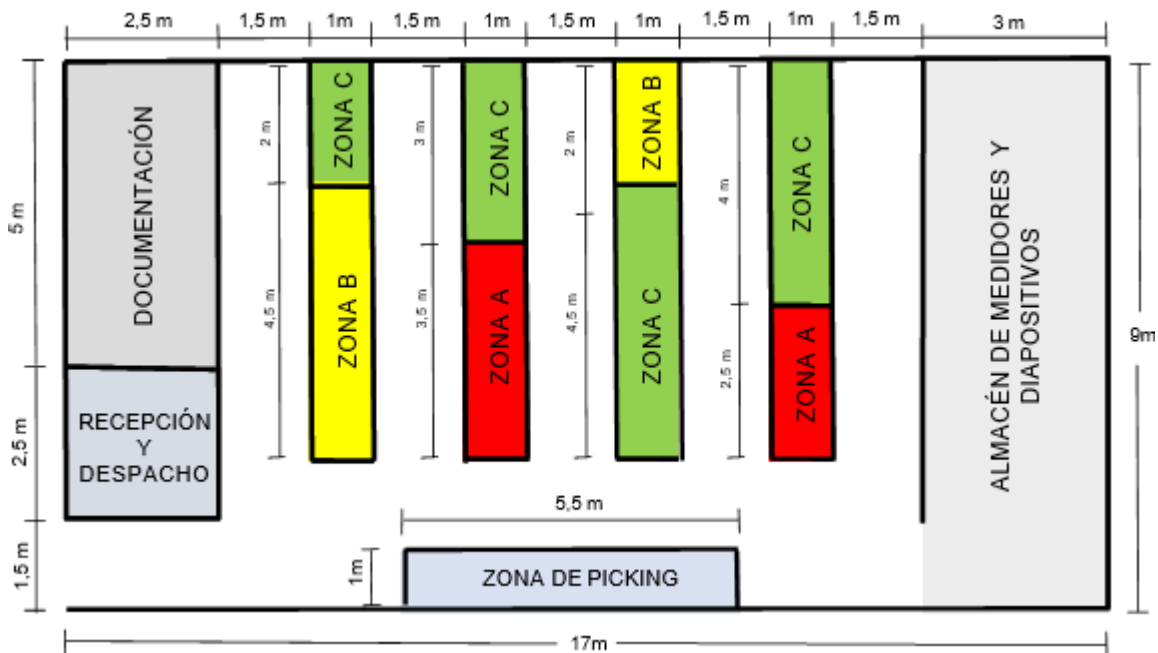 2,5 m
1,5 m
1m
1,5 m
1m
1,5 m
1m
1,5 m
1m
1,5 m
3 m
5 m
2,5 m
1,5 m
DOCUMENTACIÓN
RECEPCIÓN
Y
DESPACHO
2 m
4,5 m
ZONA C
ZONA B
3 m
3,5 m
ZONA C
ZONA A
2 m
4,5 m
ZONA B
ZONA C
4 m
2,5 m
ZONA C
ZONA A
ALMACÉN DE MEDIDORES Y
DIAPOSITIVOS
9m
5,5 m
1m
ZONA DE PICKING
17m